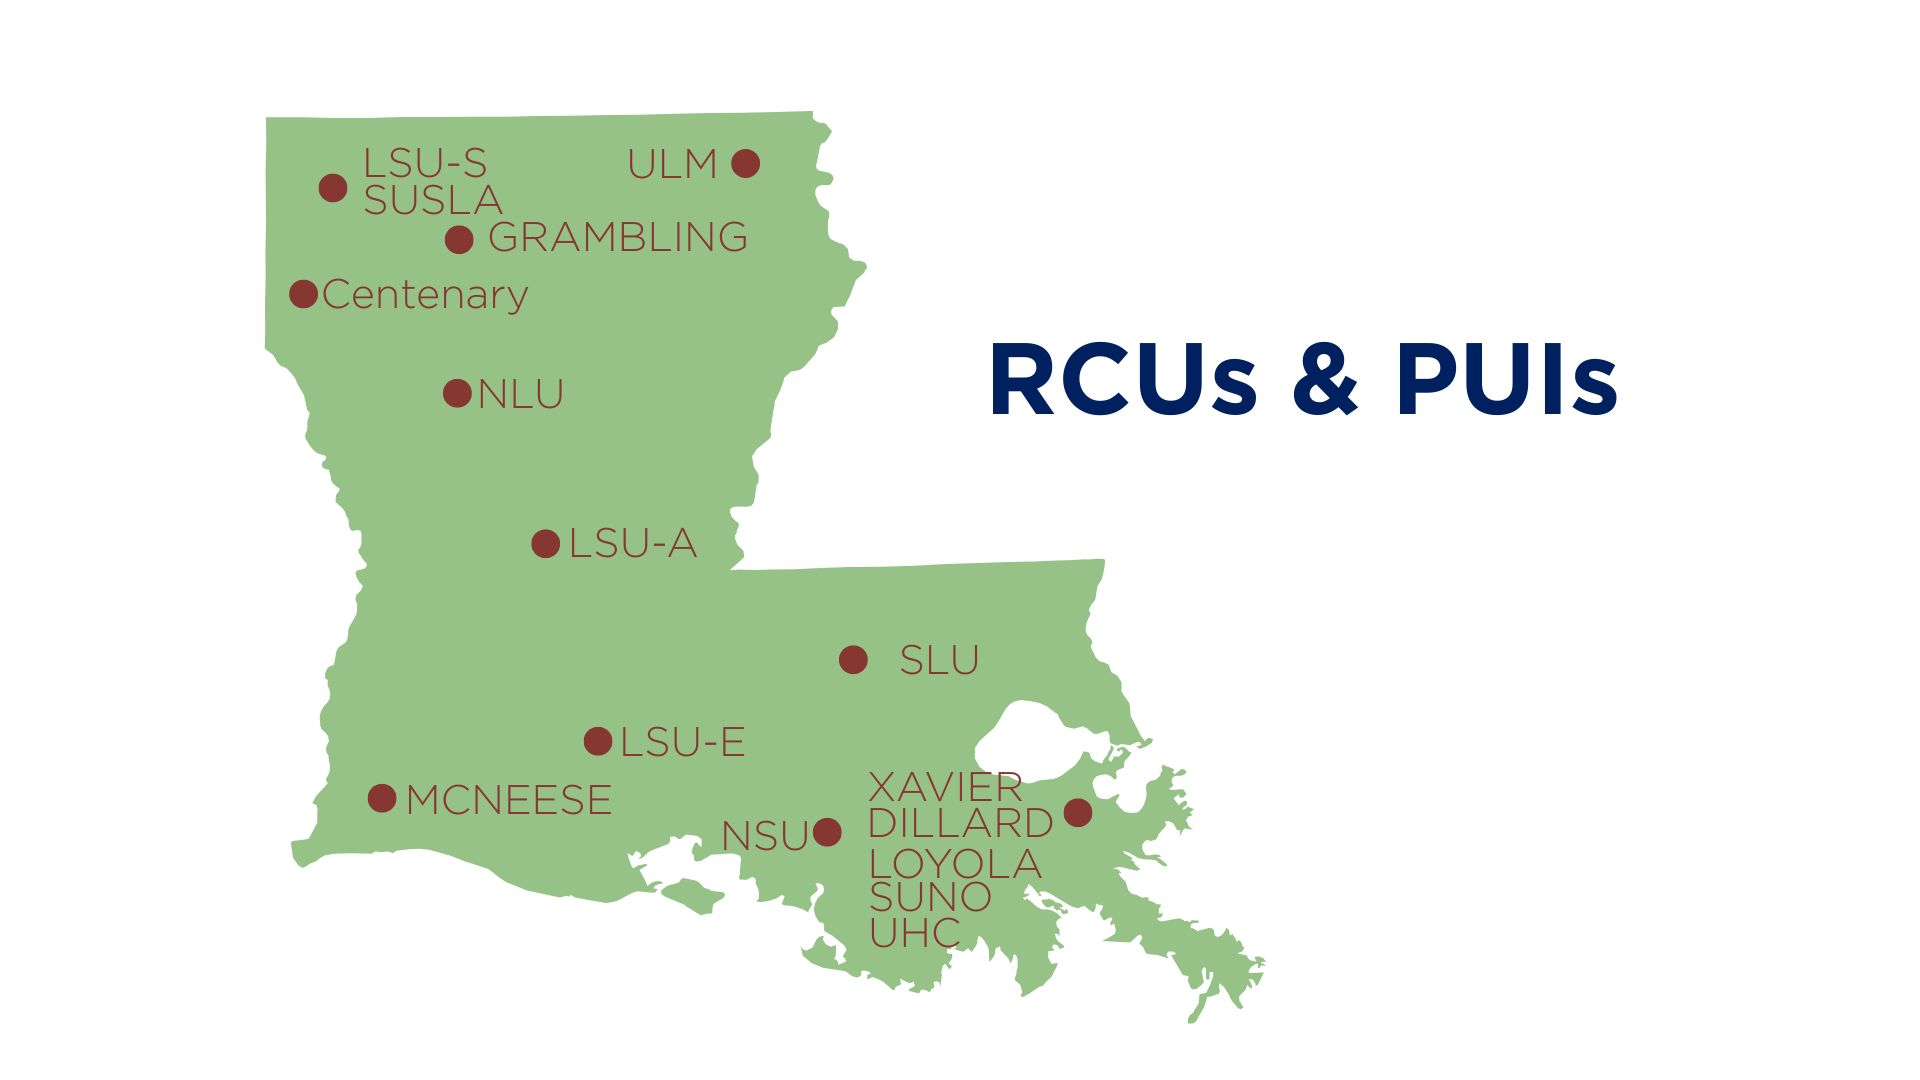 LSU-S
SUSLA
ULM
GRAMBLING
Centenary
RCUs & PUIs
NLU
LSU-A
SLU
LSU-E
MCNEESE
NSU
XAVIER
DILLARD
LOYOLA
SUNO
UHC